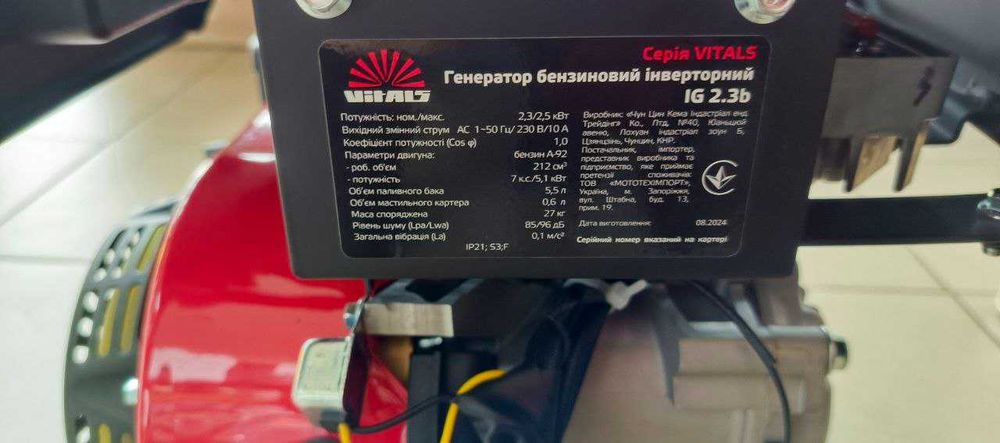 Серія VITALS
VITALS
Генератор бензиновий інверторний
IG 2.3b
Потужність: ном./макс. 2,3/2,5 кВт
Вихідний змінний струм АС 1~50 Гц/ 230 В/10 А
Коефіцієнт потужності (Cos φ) 1,0
Параметри двигуна: бензин А-92
- роб. об'єм 212 см³
- потужність 7 к.с./5,1 кВт
Об'єм паливного бака 5,5 л
Об'єм мастильного картера 0,6 л
Маса споряджена 27 кг
Рівень шуму (Lpa/Lwa) 85/96 дБ
Загальна вібрація (La) 0,1 м/с²
IP21; S3;F
Виробник: «Чун Цин Кема Індастріал енд
Трейдінг» Ко., Лтд, №40, Юаньшой
авеню, Лохуан індастріал зоун Б,
Цзянцзінь, Чунцин, КНР.
Постачальник, імпортер,
представник виробника та
підприємство, яке приймає
претензії споживачів:
ТОВ «МОТОТЕХІМПОРТ»,
Україна, м. Запоріжжя,
вул. Штабна, буд. 13,
прим. 19.
Дата виготовлення: 08.2024
Серійний номер вказаний на картері
VITALS